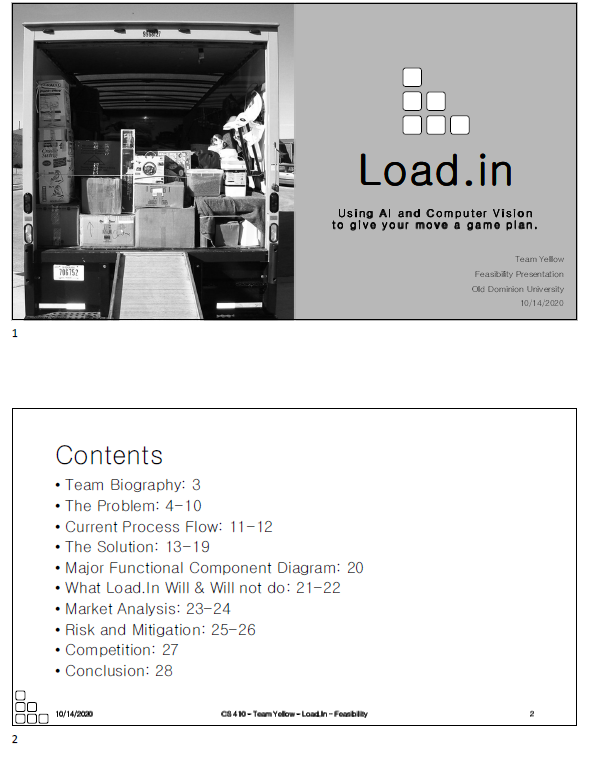 Load.in
Using AI and Computer Vision
to give your move a game plan.
Team Yelllow
Feasibility Presentation
Old Dominion University
10/14/2020
706752
1
Contents
• Team Biography: 3
• The Problem: 4-10
• Current Process Flow: 11-12
• The Solution: 13-19
• Major Functional Component Diagram: 20
• What Load.In Will & Will not do: 21-22
• Market Analysis: 23-24
• Risk and Mitigation: 25-26
• Competition: 27
• Conclusion: 28
10/14/2020
CS 410 - Team Yellow - Load.In - Feasibility
2
2